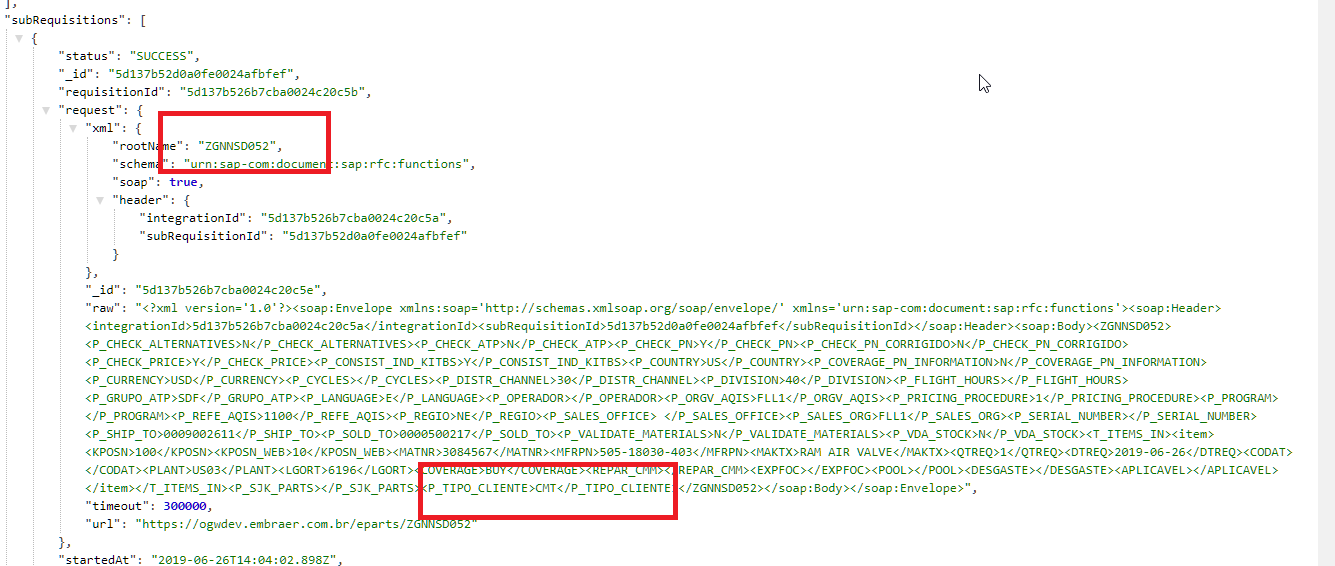 ],
"subRequisitions": [
{
"status": "SUCCESS",
"_id": "5d137b52d0a0fe0024afbfef",
"requisitionId": "5d137b526b7cba0024c20c5b",
"request": {
"xml": {
"rootName": "ZGNNSD052",
"schema": "urn:sap-com:document:sap:rfc:functions",
"soap": true,
"header": {
"integrationId": "5d137b526b7cba0024c20c5a",
"subRequisitionId": "5d137b52d0a0fe0024afbfef"
}
},
"_id": "5d137b526b7cba0024c20c5e",
"raw": "<?xml version='1.0'?><soap:Envelope xmlns:soap='http://schemas.xmlsoap.org/soap/envelope/' xmlns='urn:sap-com:document:sap:rfc:functions'><soap:Header>
<integrationId>5d137b526b7cba0024c20c5a</integrationId><subRequisitionId>5d137b52d0a0fe0024afbfef</subRequisitionId></soap:Header><soap:Body><ZGNNSD052>
<P_CHECK_ALTERNATIVES>N</P_CHECK_ALTERNATIVES><P_CHECK_ATP>N</P_CHECK_ATP><P_CHECK_PN>Y</P_CHECK_PN><P_CHECK_PN_CORRIGIDO>N</P_CHECK_PN_CORRIGIDO>
<P_CHECK_PRICE>Y</P_CHECK_PRICE><P_CONSIST_IND_KITBS>Y</P_CONSIST_IND_KITBS><P_COUNTRY>US</P_COUNTRY><P_COVERAGE_PN_INFORMATION>N</P_COVERAGE_PN_INFORMATION>
<P_CURRENCY>USD</P_CURRENCY><P_CYCLES></P_CYCLES><P_DISTR_CHANNEL>30</P_DISTR_CHANNEL><P_DIVISION>40</P_DIVISION><P_FLIGHT_HOURS></P_FLIGHT_HOURS>
<P_GRUPO_ATP>SDF</P_GRUPO_ATP><P_LANGUAGE>E</P_LANGUAGE><P_OPERADOR></P_OPERADOR><P_ORGV_AQIS>FLL1</P_ORGV_AQIS><P_PRICING_PROCEDURE>1</P_PRICING_PROCEDURE><P_PROGRAM>
</P_PROGRAM><P_REFE_AQIS>1100</P_REFE_AQIS><P_REGIO>NE</P_REGIO><P_SALES_OFFICE> </P_SALES_OFFICE><P_SALES_ORG>FLL1</P_SALES_ORG><P_SERIAL_NUMBER></P_SERIAL_NUMBER>
<P_SHIP_TO>0009002611</P_SHIP_TO><P_SOLD_TO>0000500217</P_SOLD_TO><P_VALIDATE_MATERIALS>N</P_VALIDATE_MATERIALS><P_VDA_STOCK>N</P_VDA_STOCK><T_ITEMS_IN><item>
<KPOSN>100</KPOSN><KPOSN_WEB>10</KPOSN_WEB><MATNR>3084567</MATNR><MFRPN>505-18030-403</MFRPN><MAKTX>RAM AIR VALVE</MAKTX><QTREQ>1</QTREQ><DTREQ>2019-06-26</DTREQ><CODAT>
</CODAT><PLANT>US03</PLANT><LGORT>6196</LGORT><COVERAGE>BUY</COVERAGE><REPAR_CMM></REPAR_CMM><EXPFOC></EXPFOC><POOL></POOL><DESGASTE></DESGASTE><APLICAVEL></APLICAVEL>
</item></T_ITEMS_IN><P_SJK_PARTS></P_SJK_PARTS><P_TIPO_CLIENTE>CMT</P_TIPO_CLIENTE></ZGNNSD052></soap:Body></soap:Envelope>",
"timeout": 300000,
"url": "https://ogwdev.embraer.com.br/eparts/ZGNNSD052"
},
"startedAt": "2019-06-26T14:04:02.898Z",